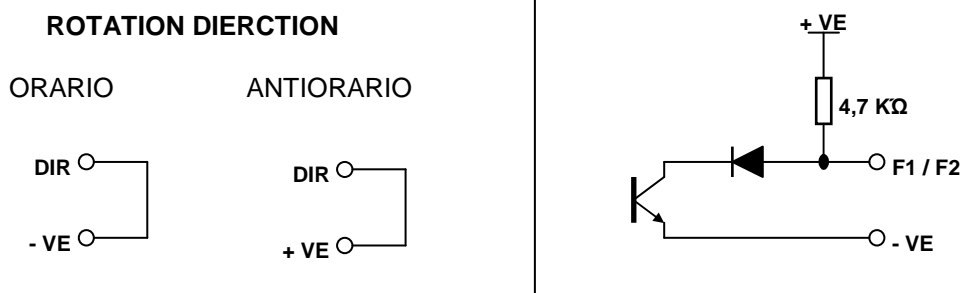 ROTATION DIERCTION
ORARIO
ANTIORARIO
DIR
- VE
DIR
+ VE
+ VE
4,7 KΩ
F1 / F2
- VE